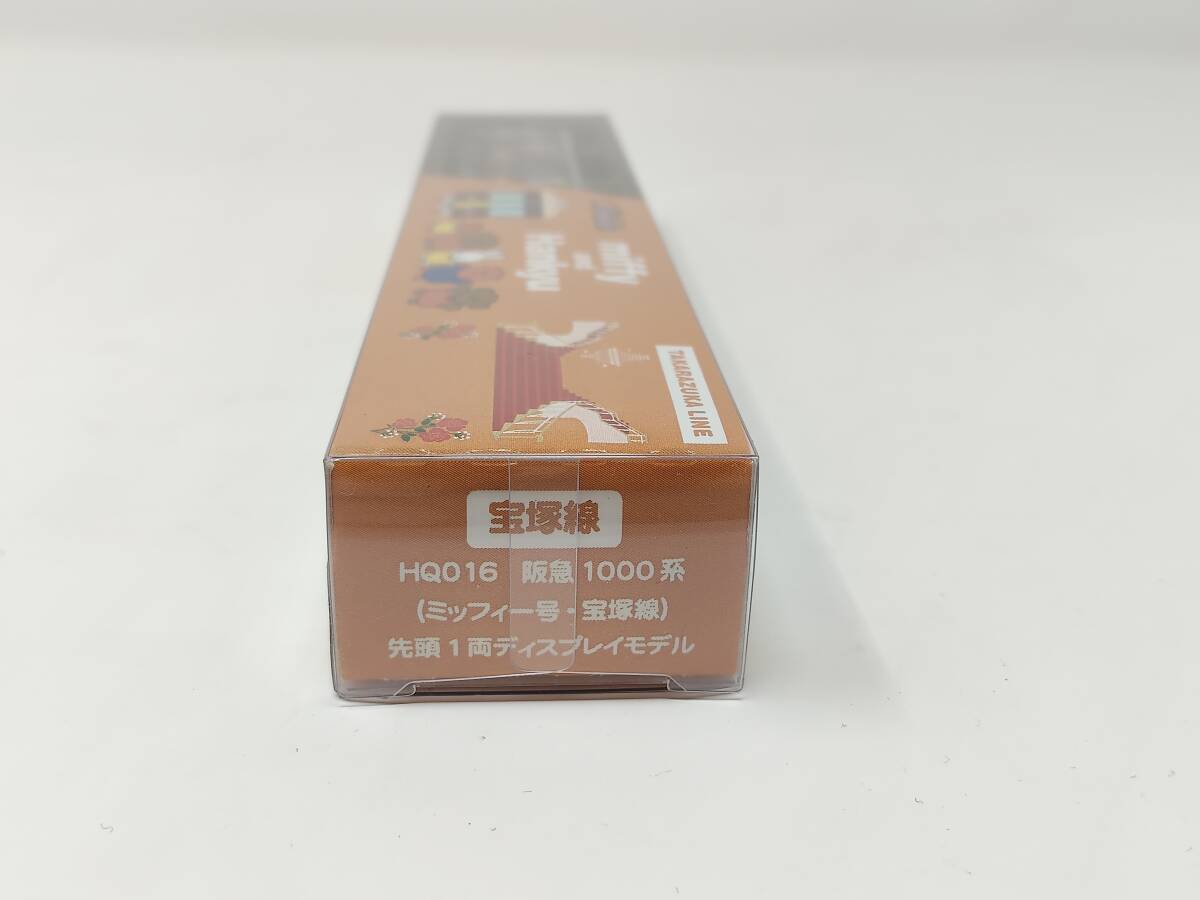 miffy
and
Hankyu
TAKARAZUKA LINE
宝塚線
HQ016 阪急1000系
(ミッフィー号・宝塚線)
先頭1両ディスプレイモデル